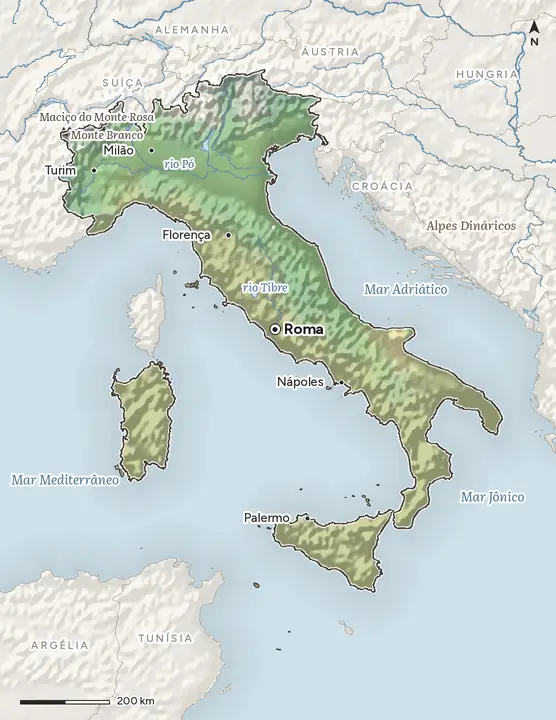 ALEMANHA
N
ÁUSTRIA
HUNGRIA
SUÍÇA
Maciço do Monte Rosa
Monte Branco
Milão
rio Pó
Turim
CROÁCIA
Alpes Dináricos
Florença
rio Tibre
Mar Adriático
Roma
Nápoles
Mar Mediterrâneo
Mar Jônico
Palermo
ARGÉLIA
TUNÍSIA
200 km